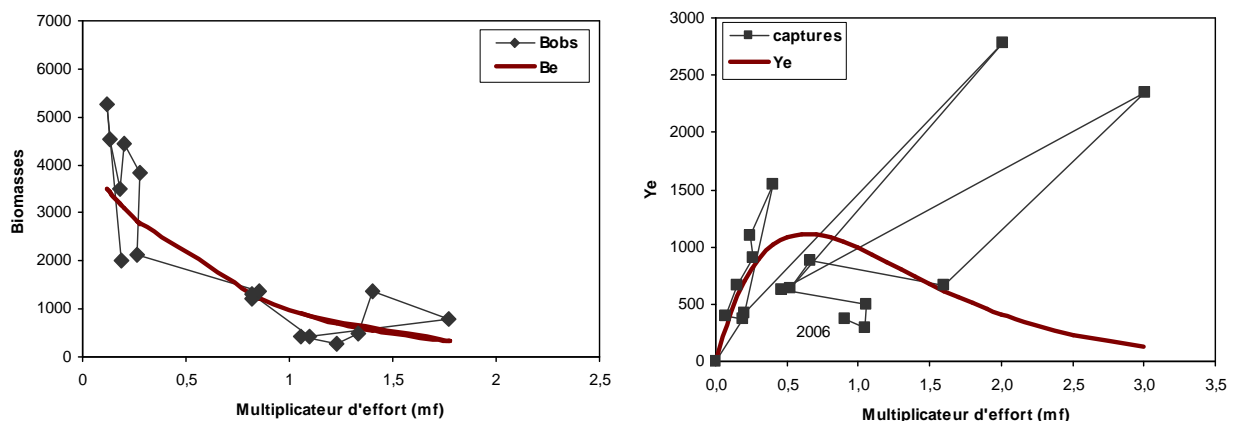 7000
6000
5000
4000
3000
2000
1000
0
Biomasses
0 0,5 1 1,5 2 2,5
Multiplicateur d'effort (mf)
Bobs
Be
3000
2500
2000
1500
1000
500
0
Ye
captures
Ye
2006
0,0 0,5 1,0 1,5 2,0 2,5 3,0 3,5
Multiplicateur d'effort (mf)